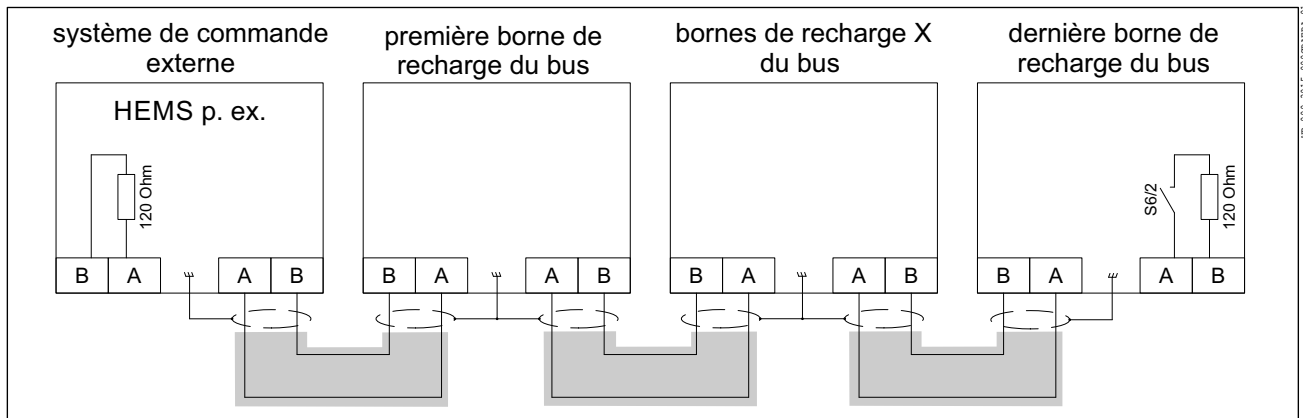 système de commande
externe
première borne de
recharge du bus
bornes de recharge X
du bus
dernière borne de
recharge du bus
HEMS p. ex.
120 Ohm
S6/2
120 Ohm
B A A B
B A A B
B A A B
B A A B